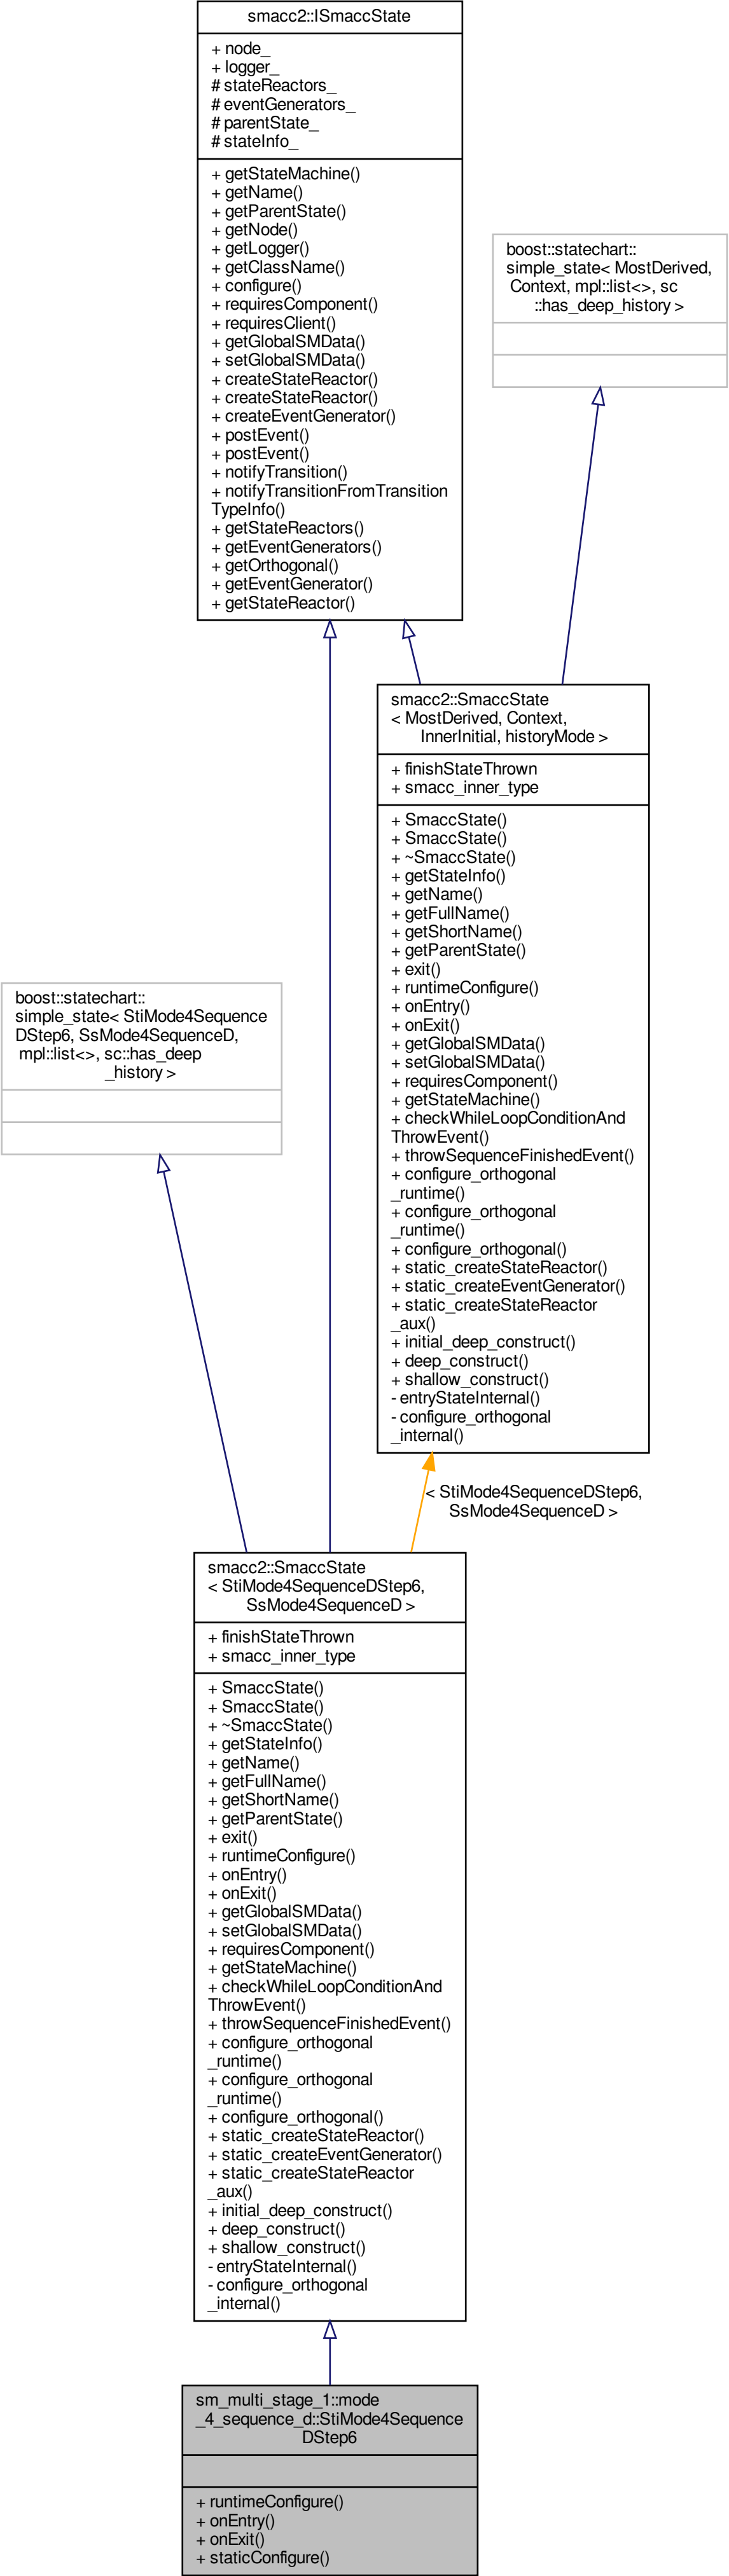 smacc2::ISmaccState
+ node_
+ logger_
# stateReactors_
# eventGenerators_
# parentState_
# stateInfo_
+ getStateMachine()
+ getName()
+ getParentState()
+ getNode()
+ getLogger()
+ getClassName()
+ configure()
+ requiresComponent()
+ requiresClient()
+ getGlobalSMData()
+ setGlobalSMData()
+ createStateReactor()
+ createStateReactor()
+ createEventGenerator()
+ postEvent()
+ postEvent()
+ notifyTransition()
+ notifyTransitionFromTransition
TypeInfo()
+ getStateReactors()
+ getEventGenerators()
+ getOrthogonal()
+ getEventGenerator()
+ getStateReactor()
boost::statechart::
simple_state< MostDerived,
Context, mpl::list<>, sc
::has_deep_history >
smacc2::SmaccState
< MostDerived, Context,
InnerInitial, historyMode >
+ finishStateThrown
+ smacc_inner_type
+ SmaccState()
+ SmaccState()
+ ~SmaccState()
+ getStateInfo()
+ getName()
+ getFullName()
+ getShortName()
+ getParentState()
+ exit()
+ runtimeConfigure()
+ onEntry()
+ onExit()
+ getGlobalSMData()
+ setGlobalSMData()
+ requiresComponent()
+ getStateMachine()
+ checkWhileLoopConditionAnd
ThrowEvent()
+ throwSequenceFinishedEvent()
+ configure_orthogonal
_runtime()
+ configure_orthogonal
_runtime()
+ configure_orthogonal()
+ static_createStateReactor()
+ static_createEventGenerator()
+ static_createStateReactor
_aux()
+ initial_deep_construct()
+ deep_construct()
+ shallow_construct()
- entryStateInternal()
- configure_orthogonal
_internal()
boost::statechart::
simple_state< StiMode4Sequence
DStep6, SsMode4SequenceD,
mpl::list<>, sc::has_deep
_history >
< StiMode4SequenceDStep6,
SsMode4SequenceD >
smacc2::SmaccState
< StiMode4SequenceDStep6,
SsMode4SequenceD >
+ finishStateThrown
+ smacc_inner_type
+ SmaccState()
+ SmaccState()
+ ~SmaccState()
+ getStateInfo()
+ getName()
+ getFullName()
+ getShortName()
+ getParentState()
+ exit()
+ runtimeConfigure()
+ onEntry()
+ onExit()
+ getGlobalSMData()
+ setGlobalSMData()
+ requiresComponent()
+ getStateMachine()
+ checkWhileLoopConditionAnd
ThrowEvent()
+ throwSequenceFinishedEvent()
+ configure_orthogonal
_runtime()
+ configure_orthogonal
_runtime()
+ configure_orthogonal()
+ static_createStateReactor()
+ static_createEventGenerator()
+ static_createStateReactor
_aux()
+ initial_deep_construct()
+ deep_construct()
+ shallow_construct()
- entryStateInternal()
- configure_orthogonal
_internal()
sm_multi_stage_1::mode
_4_sequence_d::StiMode4Sequence
DStep6
+ runtimeConfigure()
+ onEntry()
+ onExit()
+ staticConfigure()